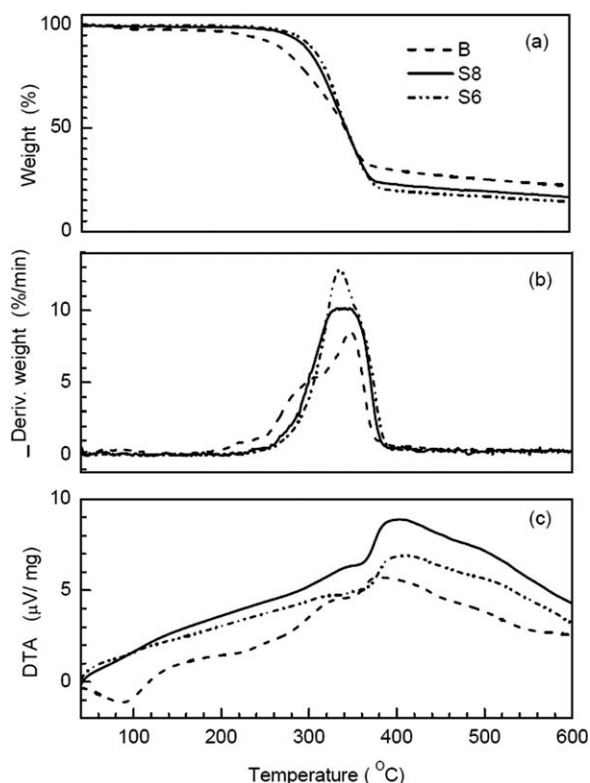 100
(a)
B
S8
S6
50
0
Weight (%)
(b)
10
5
0
– Deriv. weight (%/min)
10
(c)
5
0
DTA (μV/ mg)
100 200 300 400 500 600
Temperature ( °C)